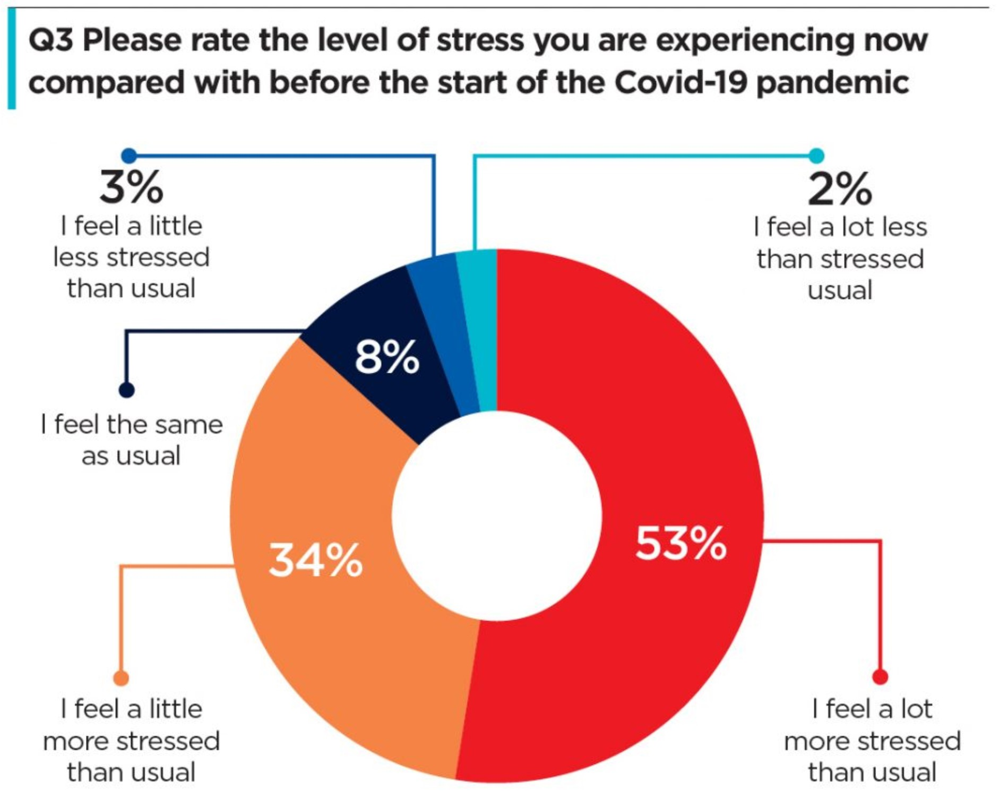 Q3 Please rate the level of stress you are experiencing now
compared with before the start of the Covid-19 pandemic
3%
I feel a little
less stressed
than usual
2%
I feel a lot less
than stressed
usual
8%
I feel the same
as usual
34%
I feel a little
more stressed
than usual
53%
I feel a lot
more stressed
than usual